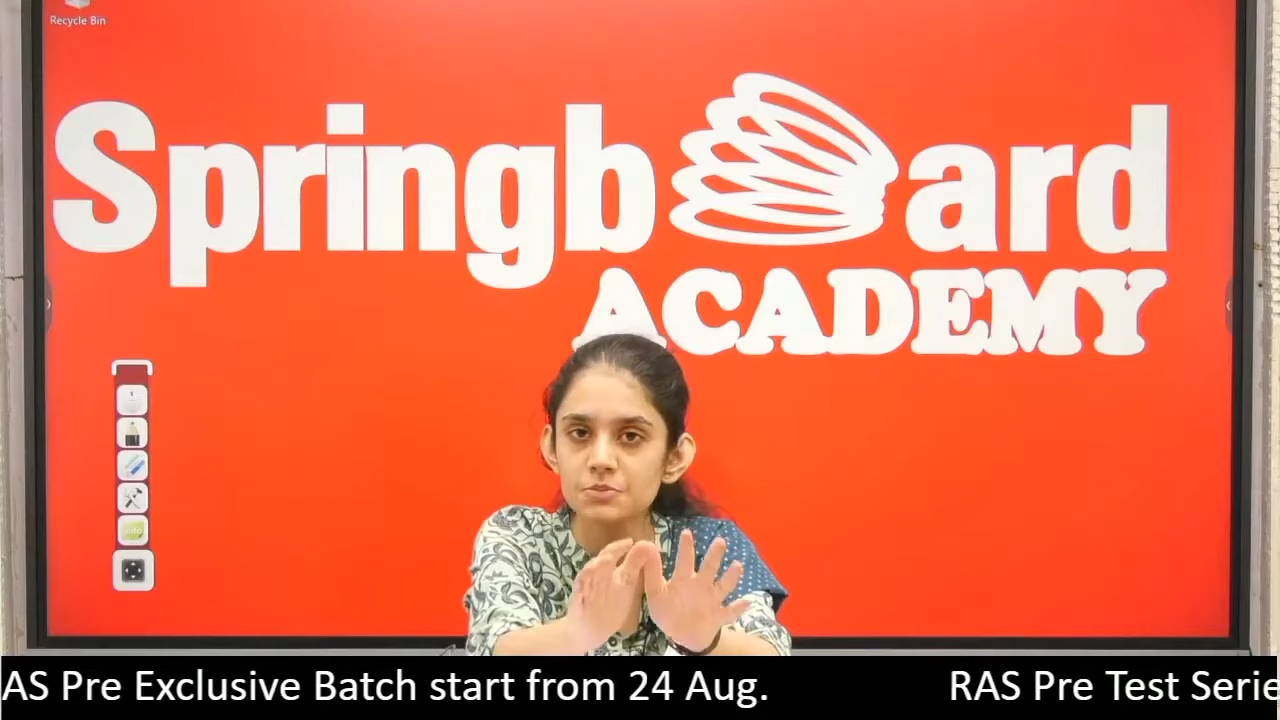 Recycle Bin
Springboard
ACADEMY
AS Pre Exclusive Batch start from 24 Aug. RAS Pre Test Serie